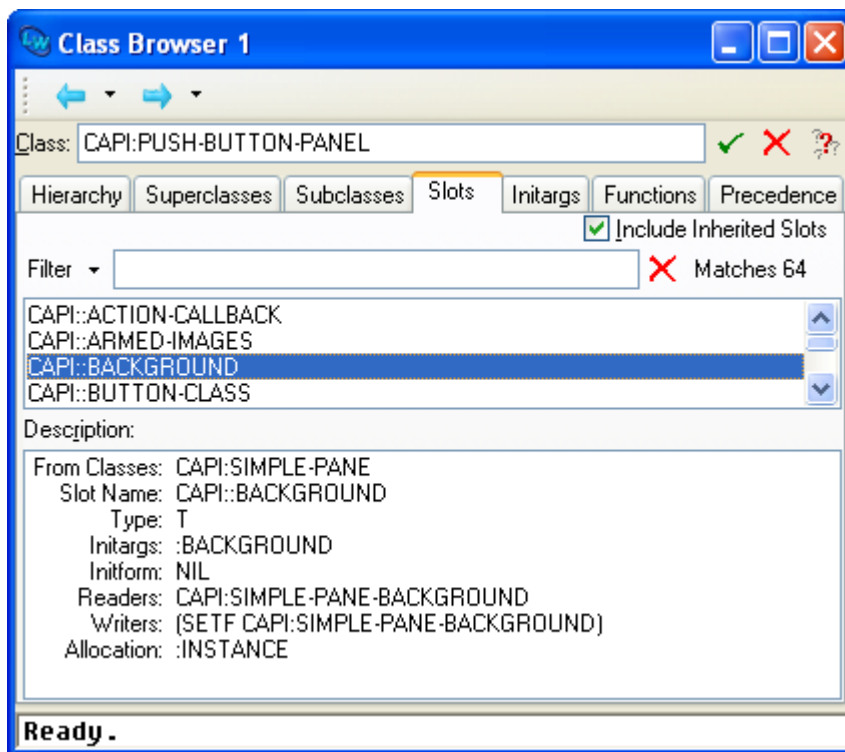 Class Browser 1
Class: CAPI:PUSH-BUTTON-PANEL
Hierarchy Superclasses Subclasses Slots Initargs Functions Precedence
Include Inherited Slots
Filter Matches 64
CAPI::ACTION-CALLBACK
CAPI::ARMED-IMAGES
CAPI::BACKGROUND
CAPI::BUTTON-CLASS
Description:
From Classes: CAPI:SIMPLE-PANE
Slot Name: CAPI::BACKGROUND
Type: T
Initargs: :BACKGROUND
Initform: NIL
Readers: CAPI:SIMPLE-PANE-BACKGROUND
Writers: (SETF CAPI:SIMPLE-PANE-BACKGROUND)
Allocation: :INSTANCE
Ready.